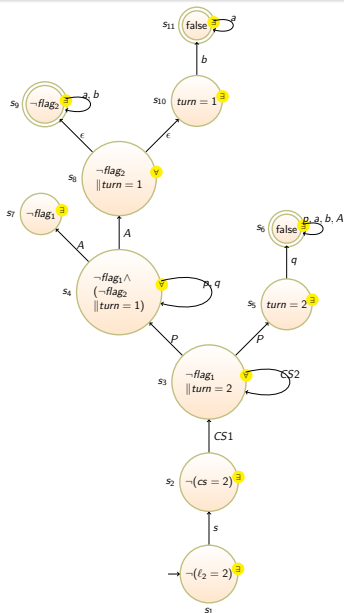 s₁₁
false
∃
a
b
s₉
¬flag₂
∃
a, b
s₁₀
turn = 1
∃
ϵ
ϵ
s₈
¬flag₂
∥turn = 1
∀
s₇
¬flag₁
∃
A
A
s₆
false
∃
p, a, b, A
q
s₄
¬flag₁∧
(¬flag₂
∥turn = 1)
∀
p, q
s₅
turn = 2
∃
P
P
s₃
¬flag₁
∥turn = 2
∀
CS2
CS1
s₂
¬(cs = 2)
∃
s
¬(ℓ₂ = 2)
∃
s₁